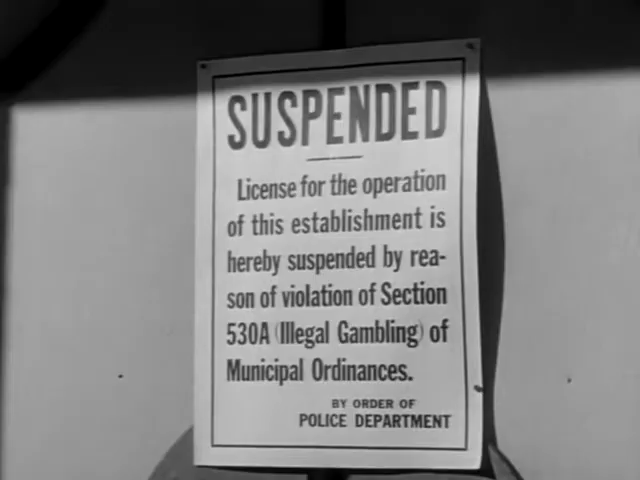 SUSPENDED
License for the operation
of this establishment is
hereby suspended by rea-
son of violation of Section
530A (Illegal Gambling) of
Municipal Ordinances.
BY ORDER OF
POLICE DEPARTMENT